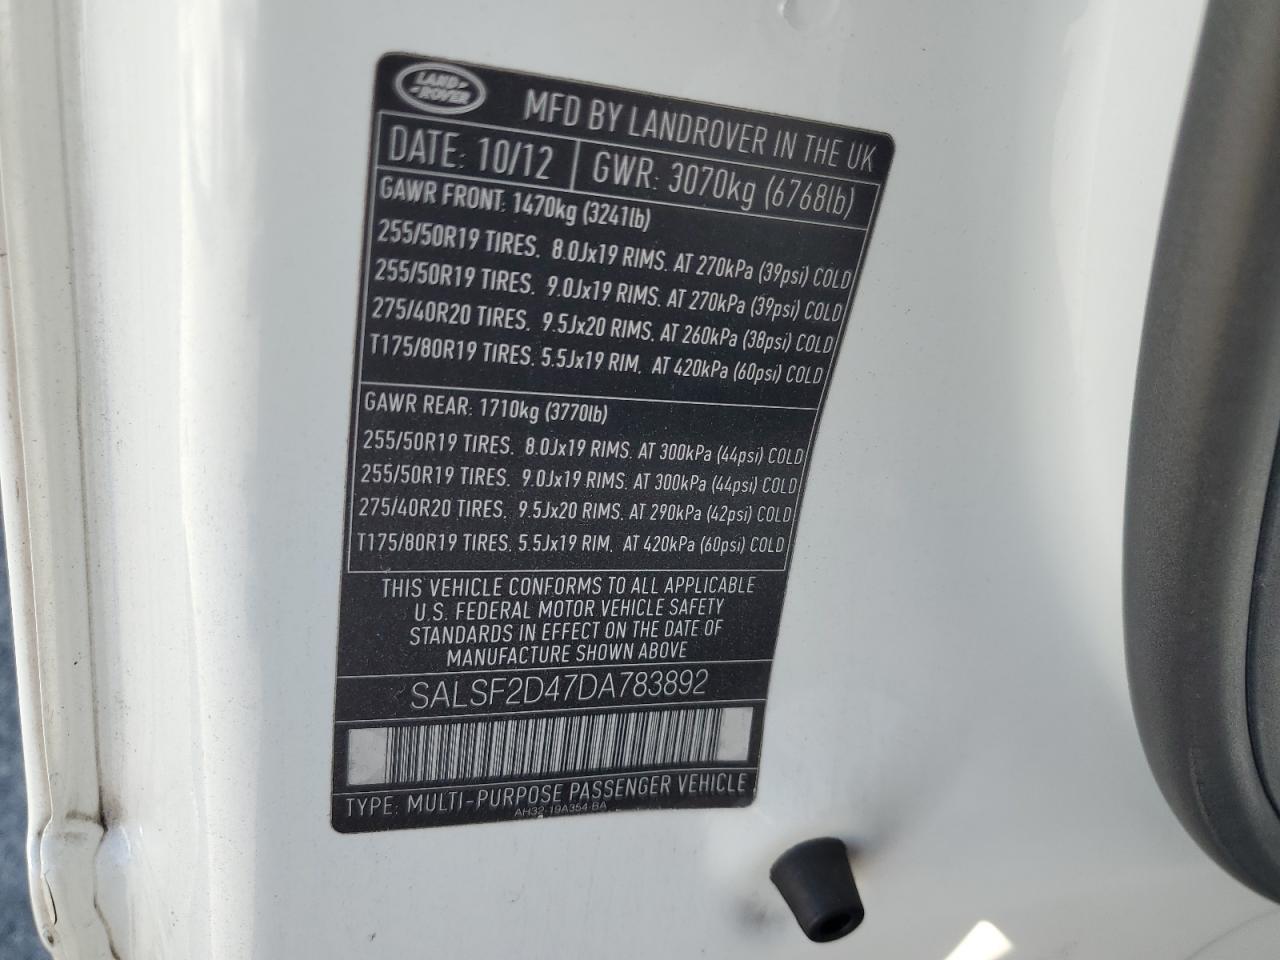 LAND ROVER
MFD BY LANDROVER IN THE UK
DATE: 10/12 GWR: 3070kg (6768lb)
GAWR FRONT: 1470kg (3241lb)
255/50R19 TIRES. 8.0Jx19 RIMS. AT 270kPa (39psi) COLD
255/50R19 TIRES. 9.0Jx19 RIMS. AT 270kPa (39psi) COLD
275/40R20 TIRES. 9.5Jx20 RIMS. AT 260kPa (38psi) COLD
T175/80R19 TIRES. 5.5Jx19 RIM. AT 420kPa (60psi) COLD
GAWR REAR: 1710kg (3770lb)
255/50R19 TIRES. 8.0Jx19 RIMS. AT 300kPa (44psi) COLD
255/50R19 TIRES. 9.0Jx19 RIMS. AT 300kPa (44psi) COLD
275/40R20 TIRES. 9.5Jx20 RIMS. AT 290kPa (42psi) COLD
T175/80R19 TIRES. 5.5Jx19 RIM. AT 420kPa (60psi) COLD
THIS VEHICLE CONFORMS TO ALL APPLICABLE
U.S. FEDERAL MOTOR VEHICLE SAFETY
STANDARDS IN EFFECT ON THE DATE OF
MANUFACTURE SHOWN ABOVE
SALSF2D47DA783892
TYPE: MULTI-PURPOSE PASSENGER VEHICLE
AH32-19A354-BA